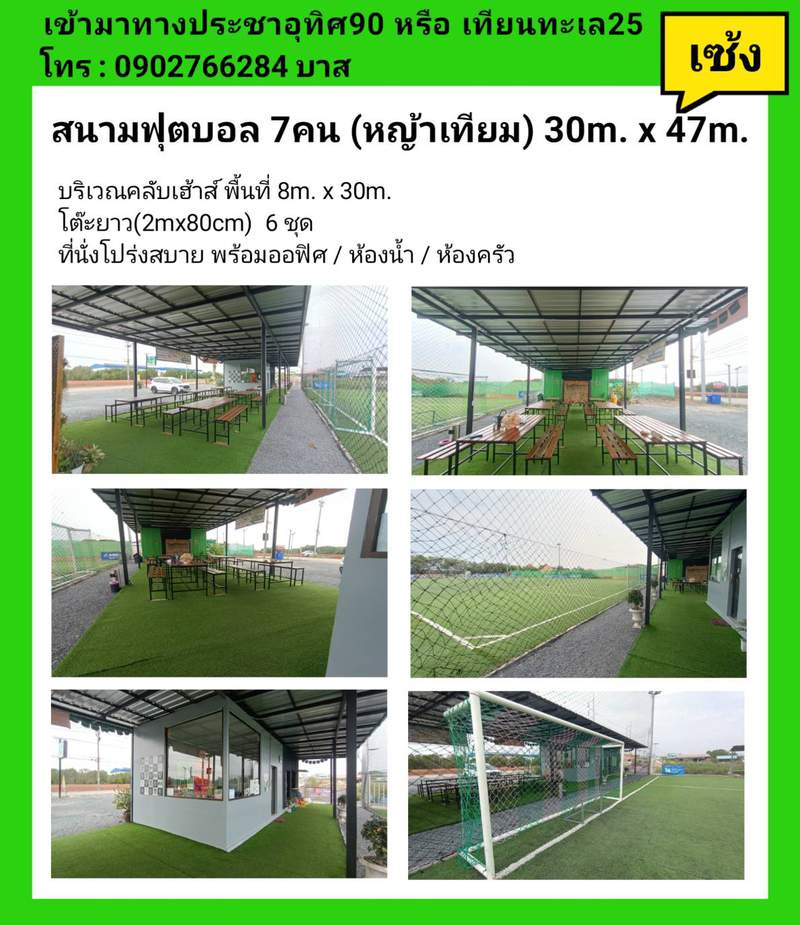 เข้ามาทางประชาอุทิศ90 หรือ เทียนทะเล25
โทร : 0902766284 บาส
เซ้ง
สนามฟุตบอล 7คน (หญ้าเทียม) 30m. x 47m.
บริเวณคลับเฮ้าส์ พื้นที่ 8m. x 30m.
โต๊ะยาว(2mx80cm) 6 ชุด
ที่นั่งโปร่งสบาย พร้อมออฟิศ / ห้องน้ำ / ห้องครัว